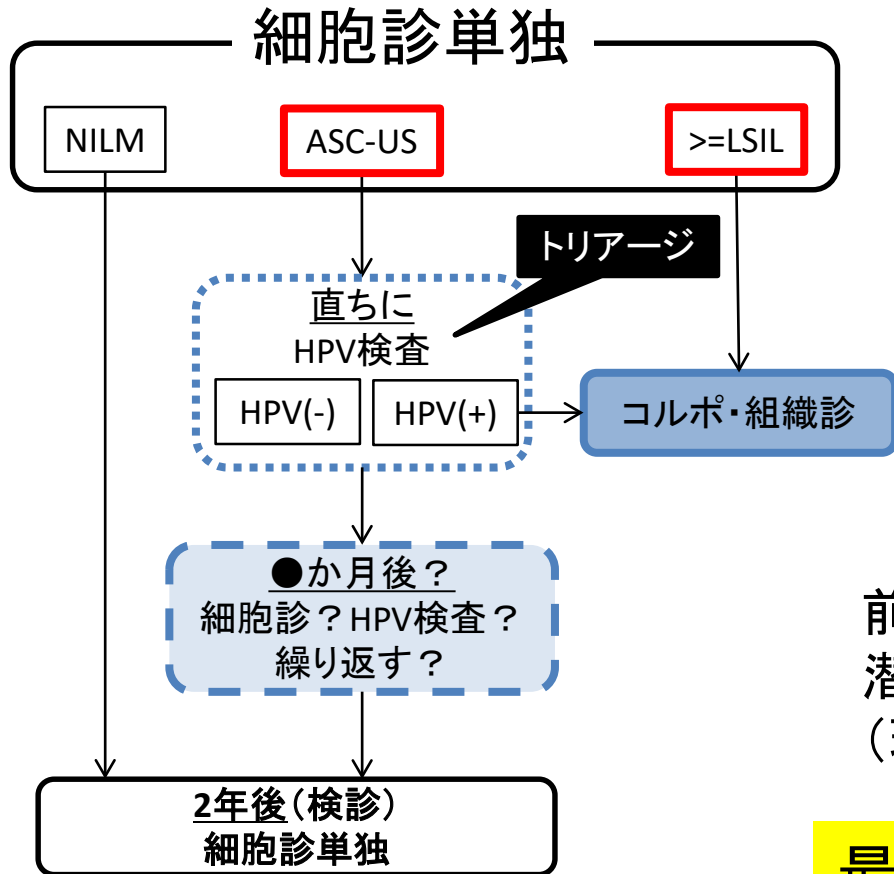 細胞診単独
NILM
ASC-US
>=LSIL
トリアージ
直ちに
HPV検査
HPV(-)
HPV(+)
コルポ・組織診
●か月後？
細胞診？HPV検査？
繰り返す？
前
潜
2年後（検診）
細胞診単独